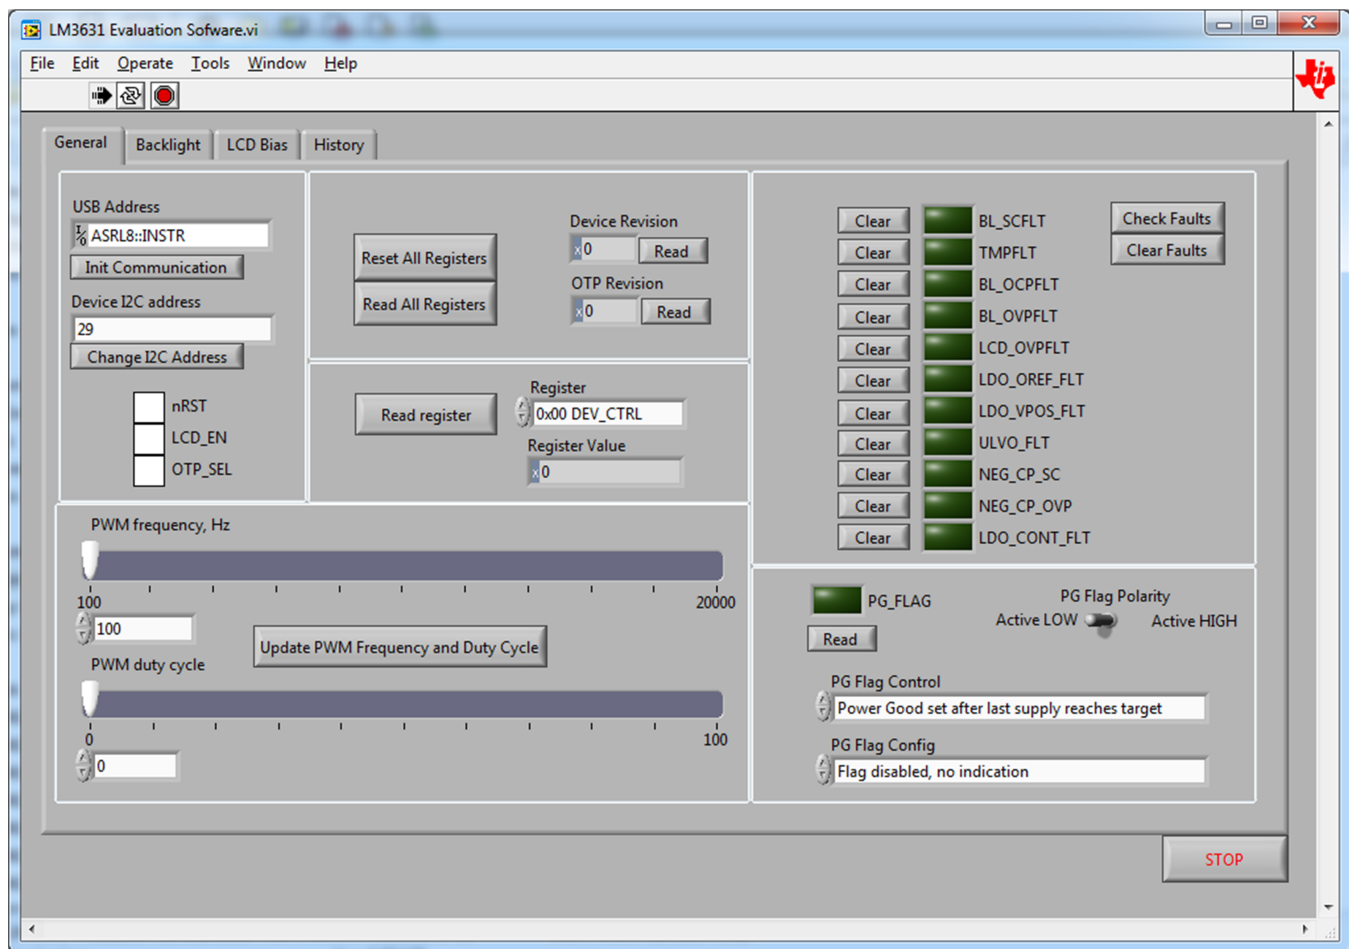 LM3631 Evaluation Sofware.vi
File Edit Operate Tools Window Help
General Backlight LCD Bias History
USB Address
I/O ASRL8::INSTR
Init Communication
Device I2C address
29
Change I2C Address
nRST
LCD_EN
OTP_SEL
Reset All Registers
Read All Registers
Device Revision
x0 Read
OTP Revision
x0 Read
Read register
Register
0x00 DEV_CTRL
Register Value
x0
Clear BL_SCFLT
Clear TMPFLT
Clear BL_OCPFLT
Clear BL_OVPFLT
Clear LCD_OVPFLT
Clear LDO_OREF_FLT
Clear LDO_VPOS_FLT
Clear ULVO_FLT
Clear NEG_CP_SC
Clear NEG_CP_OVP
Clear LDO_CONT_FLT
Check Faults
Clear Faults
PWM frequency, Hz
100 20000
100
Update PWM Frequency and Duty Cycle
PWM duty cycle
0 100
0
PG_FLAG
Read
PG Flag Polarity
Active LOW Active HIGH
PG Flag Control
Power Good set after last supply reaches target
PG Flag Config
Flag disabled, no indication
STOP